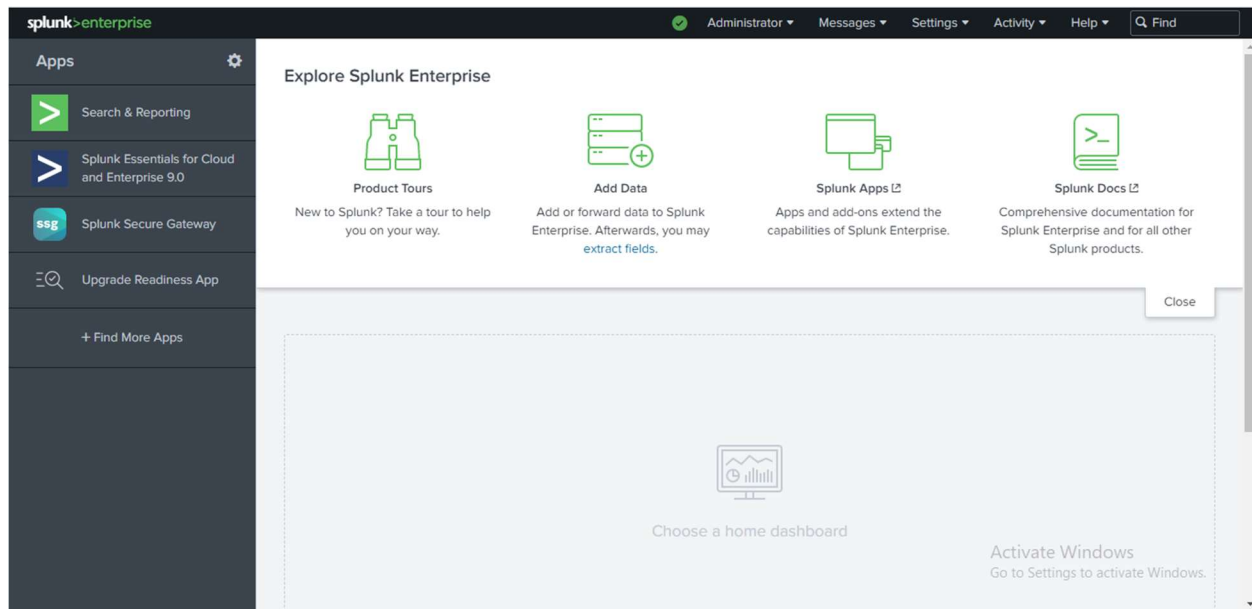 splunk>enterprise
Administrator
Messages
Settings
Activity
Help
Find
Apps
Search & Reporting
Splunk Essentials for Cloud
and Enterprise 9.0
ssg
Splunk Secure Gateway
Upgrade Readiness App
+ Find More Apps
Explore Splunk Enterprise
Product Tours
New to Splunk? Take a tour to help
you on your way.
Add Data
Add or forward data to Splunk
Enterprise. Afterwards, you may
extract fields.
Splunk Apps
Apps and add-ons extend the
capabilities of Splunk Enterprise.
Splunk Docs
Comprehensive documentation for
Splunk Enterprise and for all other
Splunk products.
Close
Choose a home dashboard
Activate Windows
Go to Settings to activate Windows.